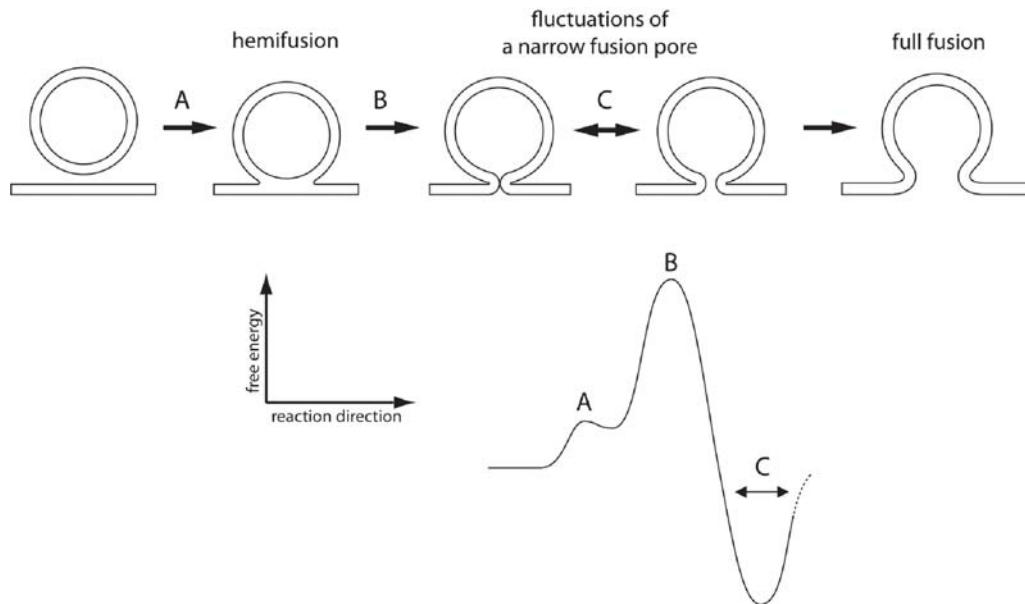 fluctuations of
hemifusion
a narrow fusion pore
full fusion
A
B
C
B
free energy
reaction direction
A
C